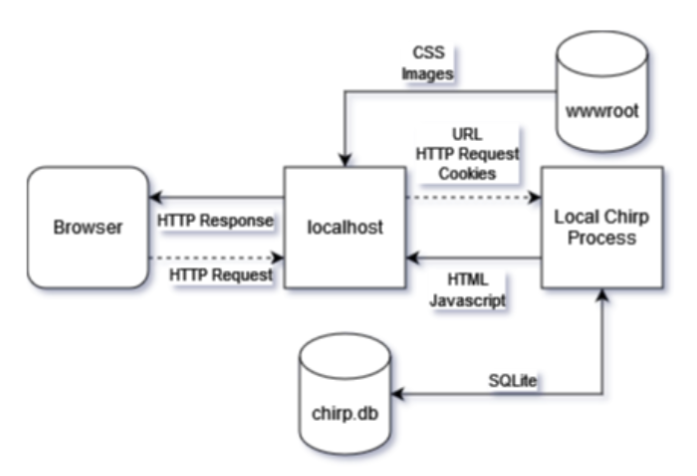 CSS
Images
wwwroot
URL
HTTP Request
Cookies
Browser
HTTP Response
HTTP Request
localhost
Local Chirp
Process
HTML
Javascript
SQLite
chirp.db